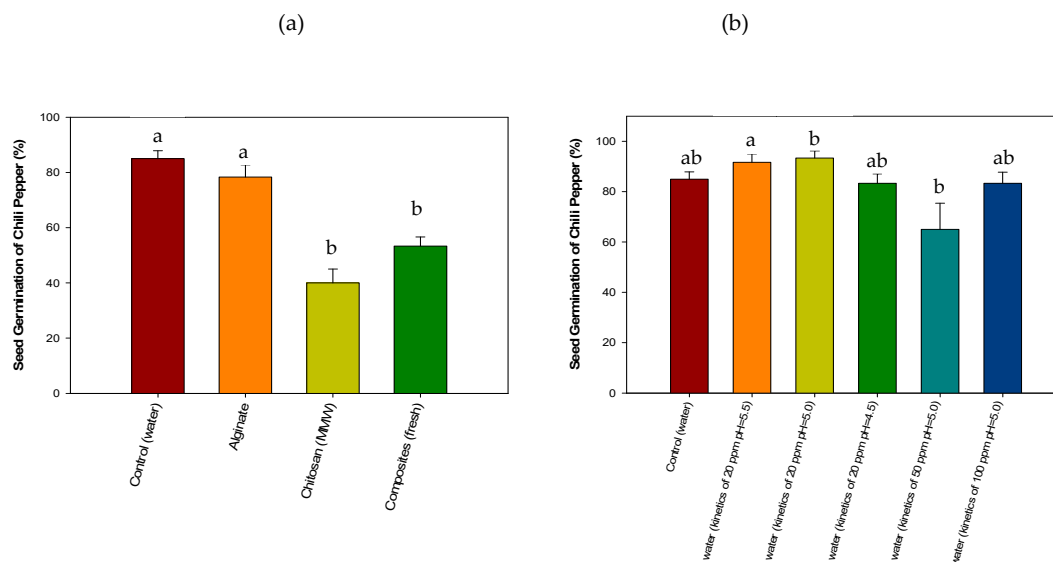 (a)
(b)
Seed Germination of Chili Pepper (%)
100
80
60
40
20
0
a
a
b
b
Control (water)
Alginate
Chitosan (MMW)
Composites (fresh)
Seed Germination of Chili Pepper (%)
100
80
60
40
20
0
ab
a
b
ab
b
ab
Control (water)
water (kinetics of 20 ppm pH=5.5)
water (kinetics of 20 ppm pH=5.0)
water (kinetics of 20 ppm pH=4.5)
water (kinetics of 50 ppm pH=5.0)
water (kinetics of 100 ppm pH=5.0)